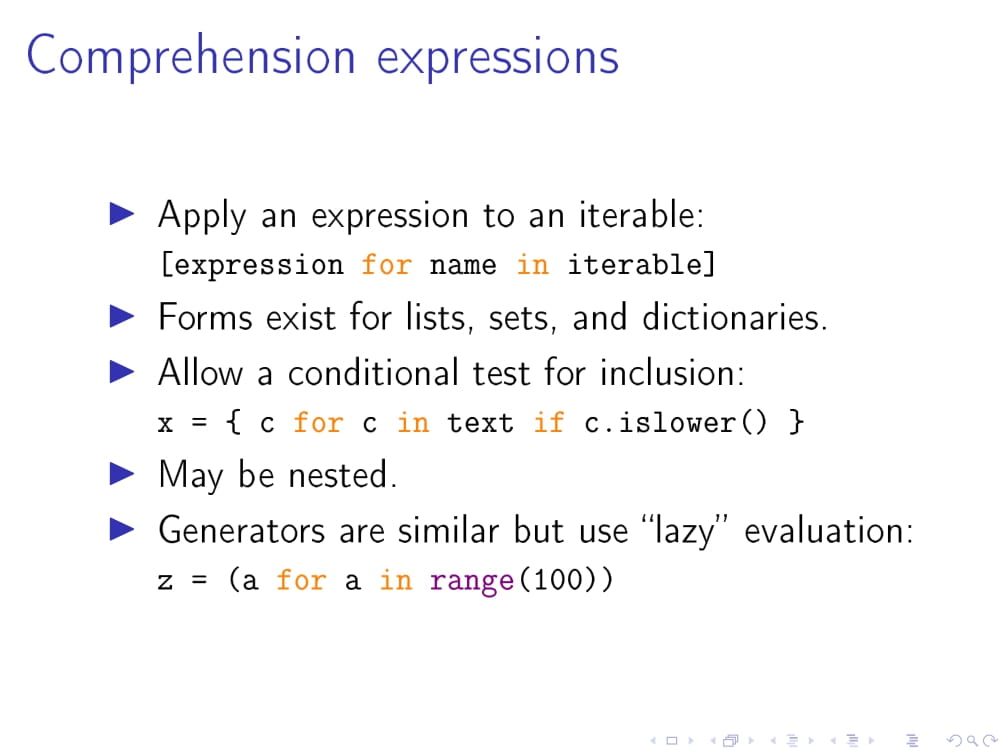 Comprehension expressions
Apply an expression to an iterable:
[expression for name in iterable]
Forms exist for lists, sets, and dictionaries.
Allow a conditional test for inclusion:
x = { c for c in text if c.islower() }
May be nested.
Generators are similar but use “lazy” evaluation:
z = (a for a in range(100))